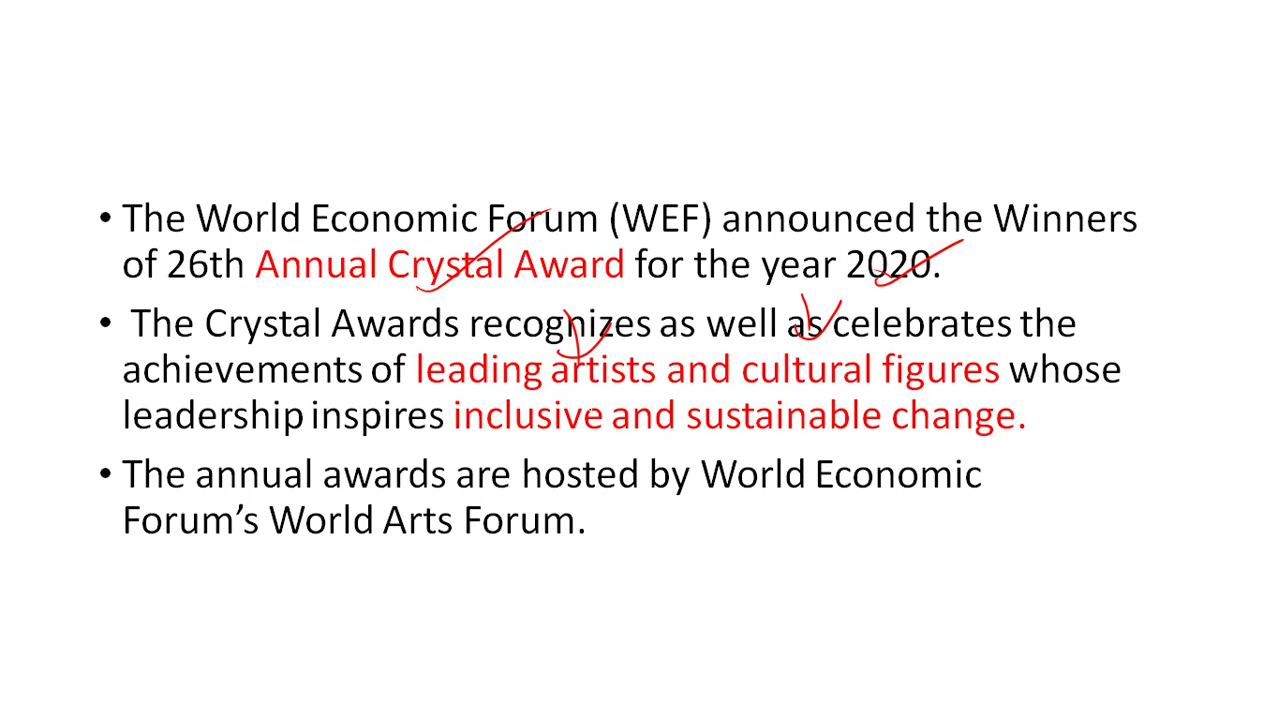 • The World Economic Forum (WEF) announced the Winners
of 26th Annual Crystal Award for the year 2020.
• The Crystal Awards recognizes as well as celebrates the
achievements of leading artists and cultural figures whose
leadership inspires inclusive and sustainable change.
• The annual awards are hosted by World Economic
Forum’s World Arts Forum.